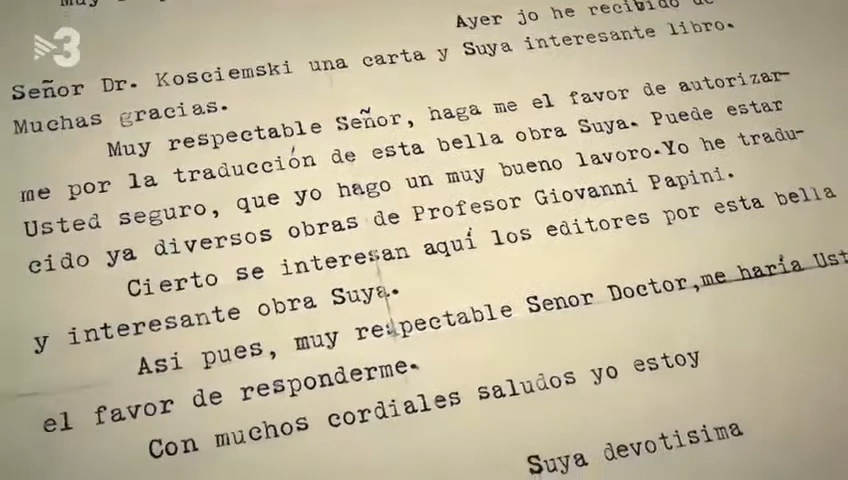 3
Ayer jo he recibido de
Señor Dr. Kosciemski una carta y Suya interesante libro.
Muchas gracias.
Muy respectable Señor, haga me el favor de autorizar-
me por la traducción de esta bella obra Suya. Puede estar
Usted seguro, que yo hago un muy bueno lavoro.Yo he tradu-
cido ya diversos obras de Profesor Giovanni Papini.
Cierto se interesan aquí los editores por esta bella
y interesante obra Suya.
Asi pues, muy respectable Senor Doctor,me haría Ust
el favor de responderme.
Con muchos cordiales saludos yo estoy
Suya devotisima